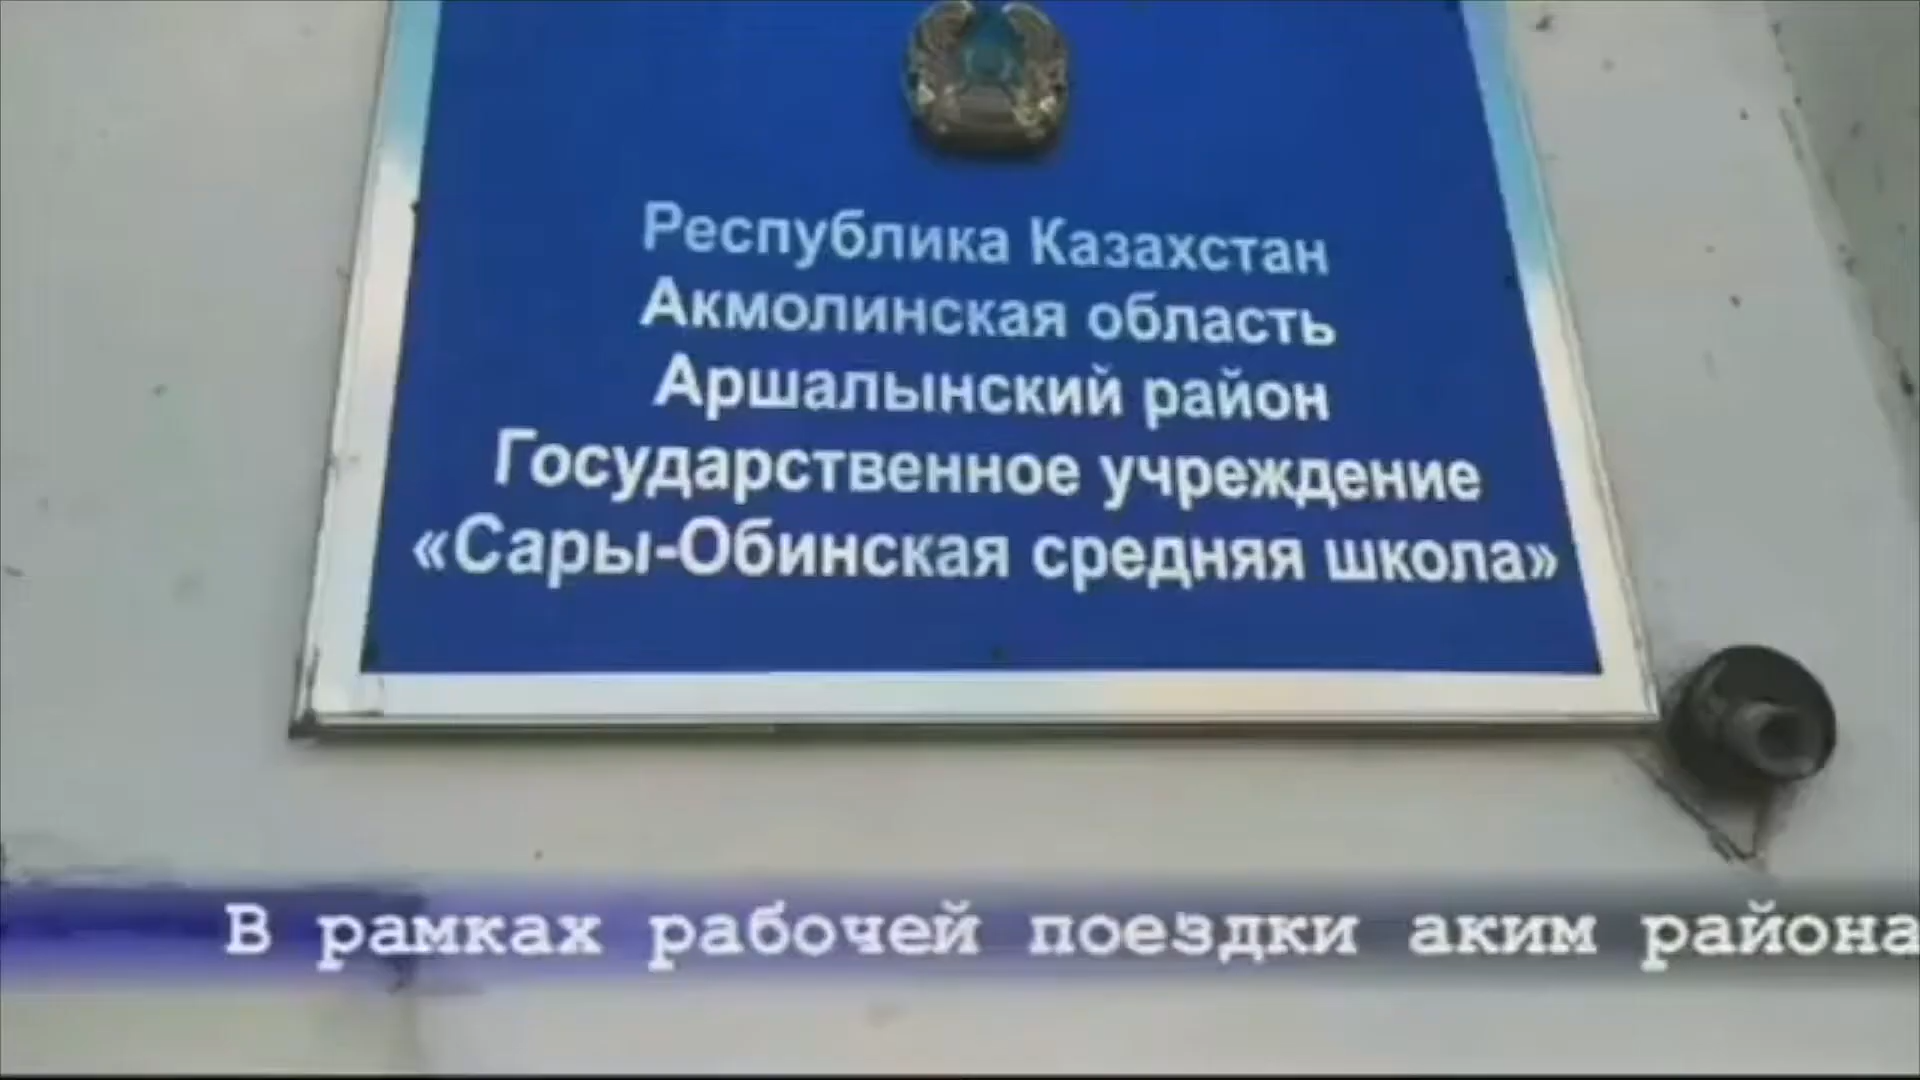 Республика Казахстан
Акмолинская область
Аршалынский район
Государственное учреждение
«Сары-Обинская средняя школа»
В рамках рабочей поездки аким района